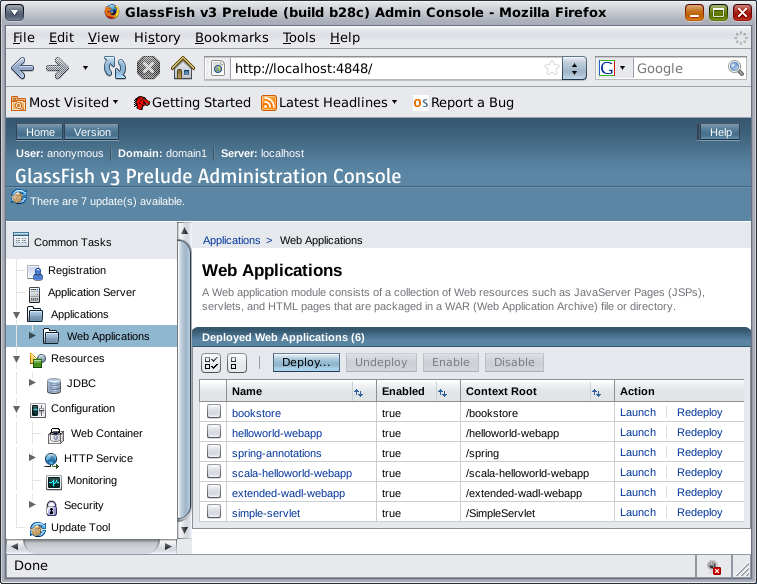 GlassFish v3 Prelude (build b28c) Admin Console - Mozilla Firefox
File Edit View History Bookmarks Tools Help
http://localhost:4848/ G Google
Most Visited Getting Started Latest Headlines OS Report a Bug
Home Version Help
User: anonymous Domain: domain1 Server: localhost
GlassFish v3 Prelude Administration Console
There are 7 update(s) available.
Common Tasks
Registration
Application Server
Applications
Web Applications
Resources
JDBC
Configuration
Web Container
HTTP Service
Monitoring
Security
Update Tool
Applications > Web Applications
Web Applications
A Web application module consists of a collection of Web resources such as JavaServer Pages (JSPs),
servlets, and HTML pages that are packaged in a WAR (Web Application Archive) file or directory.
Deployed Web Applications (6)
Deploy... Undeploy Enable Disable
Name Enabled Context Root Action
bookstore true /bookstore Launch Redeploy
helloworld-webapp true /helloworld-webapp Launch Redeploy
spring-annotations true /spring Launch Redeploy
scala-helloworld-webapp true /scala-helloworld-webapp Launch Redeploy
extended-wadl-webapp true /extended-wadl-webapp Launch Redeploy
simple-servlet true /SimpleServlet Launch Redeploy
Done